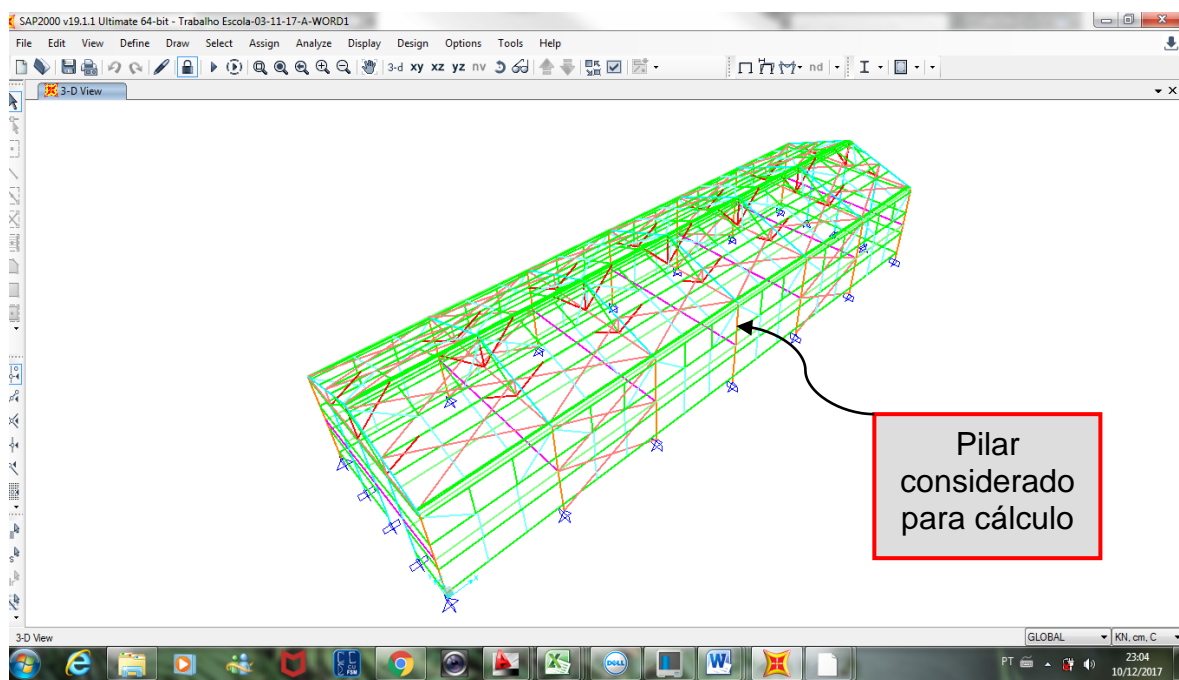 SAP2000 v19.1.1 Ultimate 64-bit - Trabalho Escola-03-11-17-A-WORD1
File Edit View Define Draw Select Assign Analyze Display Design Options Tools Help
3-d xy xz yz nv nd
3-D View
Pilar
considerado
para cálculo
3-D View GLOBAL KN, cm, C
PT 23:04
10/12/2017